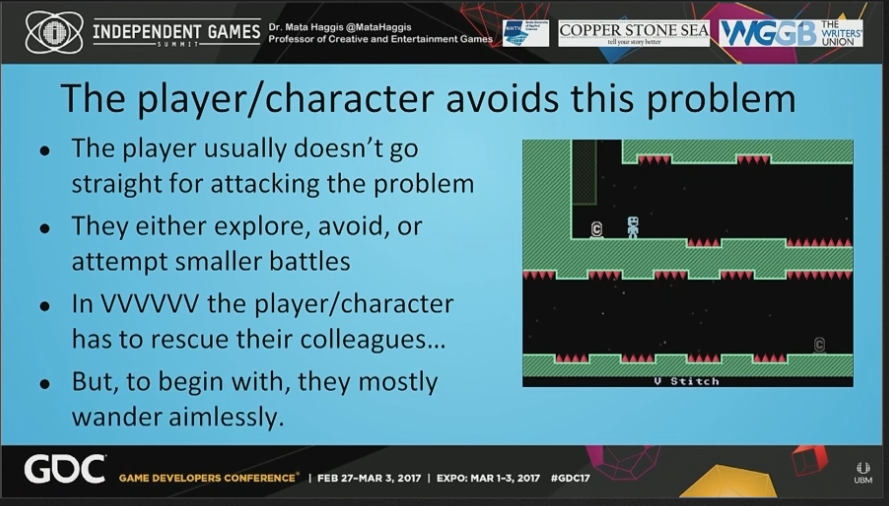 INDEPENDENT GAMES
SUMMIT
Dr. Mata Haggis @MataHaggis
Professor of Creative and Entertainment Games
COPPER STONE SEA
tell your story better
WGGB
THE
WRITERS'
UNION
The player/character avoids this problem
• The player usually doesn't go
straight for attacking the problem
• They either explore, avoid, or
attempt smaller battles
• In VVVVVV the player/character
has to rescue their colleagues...
• But, to begin with, they mostly
wander aimlessly.
C
C
V Stitch
GDC
GAME DEVELOPERS CONFERENCE® | FEB 27-MAR 3, 2017 | EXPO: MAR 1-3, 2017 #GDC17
UBM